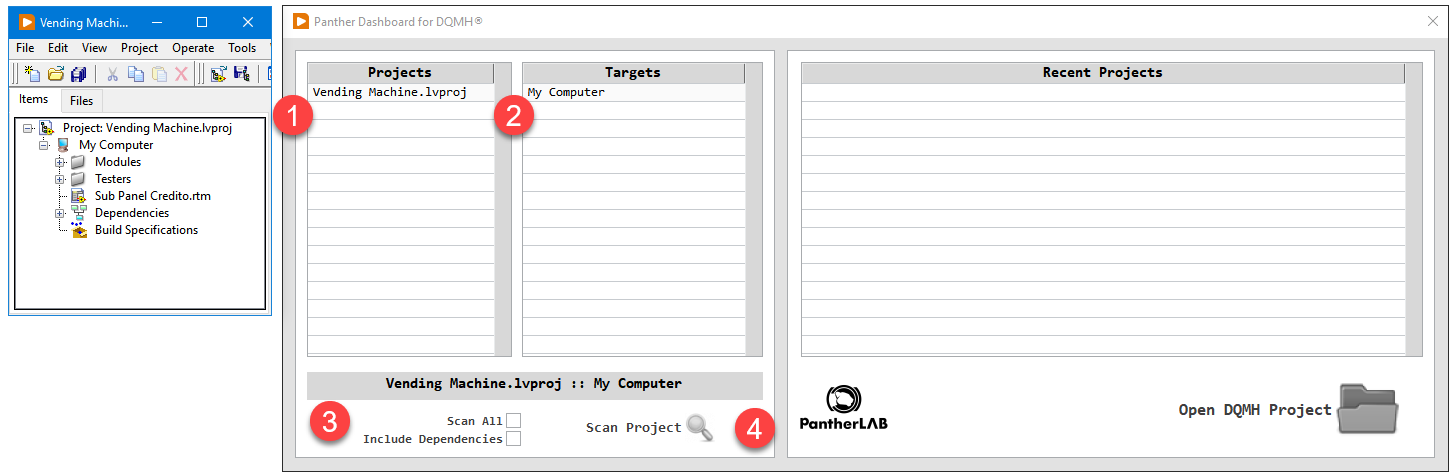 Vending Machi...
File Edit View Project Operate Tools
Items Files
Project: Vending Machine.lvproj
My Computer
Modules
Testers
Sub Panel Credito.rtm
Dependencies
Build Specifications
Panther Dashboard for DQMH®
Projects
Vending Machine.lvproj
1
Targets
My Computer
2
Vending Machine.lvproj :: My Computer
3
Scan All
Include Dependencies
Scan Project
4
Recent Projects
PantherLAB
Open DQMH Project